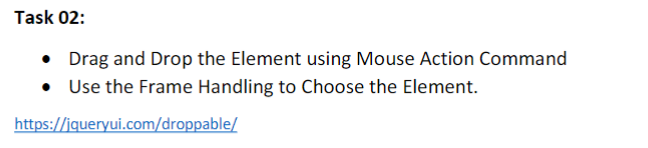 Task 02:
• Drag and Drop the Element using Mouse Action Command
• Use the Frame Handling to Choose the Element.
https://jqueryui.com/droppable/